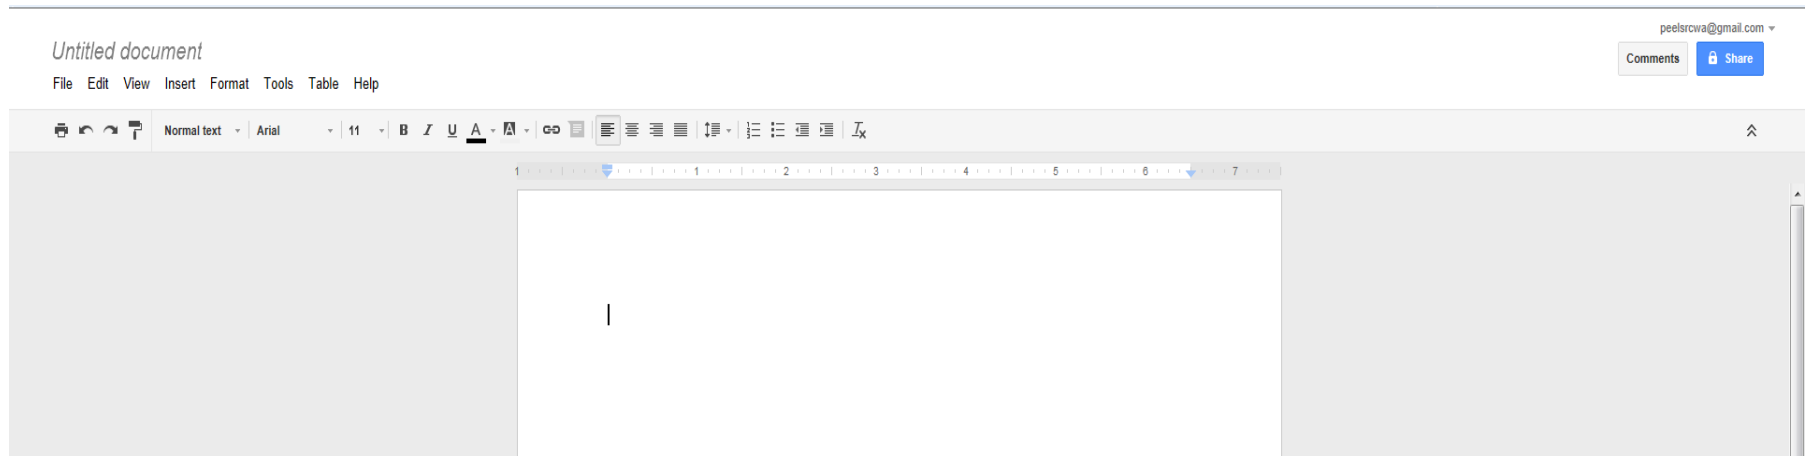 peelsrcwa@gmail.com
Untitled document
Comments
Share
File Edit View Insert Format Tools Table Help
Normal text Arial 11 B I U A A
1 1 2 3 4 5 6 7